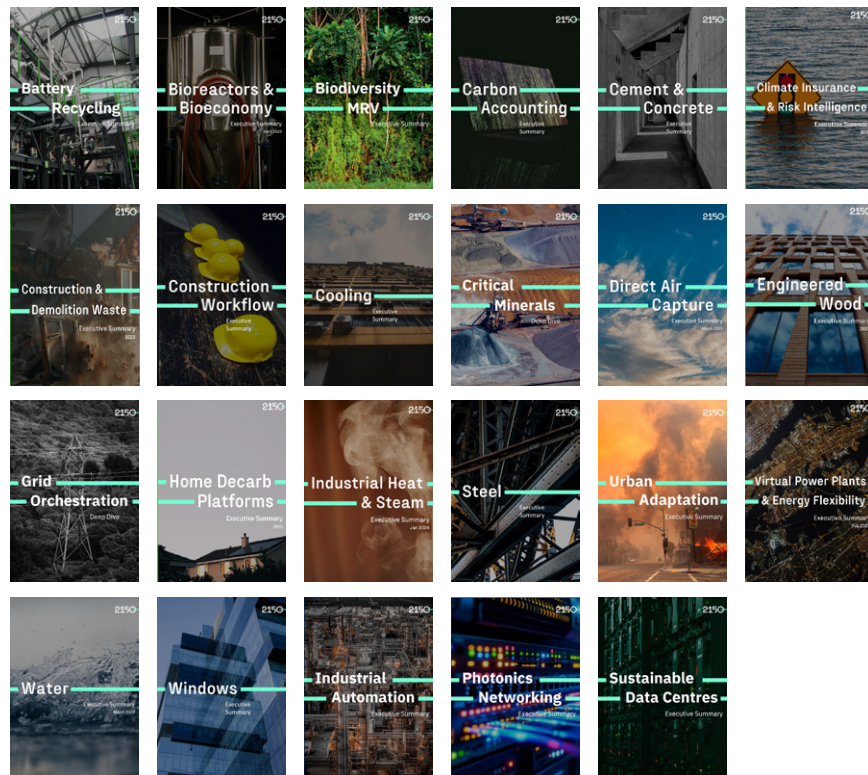 2150
Battery
Recycling
Executive Summary
2150
Bioreactors &
Bioeconomy
Executive Summary
2150
Biodiversity
MRV
Executive Summary
2150
Carbon
Accounting
Executive
Summary
2150
Cement &
Concrete
Executive
Summary
2150
Climate Insurance
& Risk Intelligence
Executive Summary
2150
Construction &
Demolition Waste
Executive Summary
2023
2150
Construction
Workflow
Executive
Summary
2150
Cooling
Executive
Summary
2150
Critical
Minerals
Deep Dive
2150
Direct Air
Capture
Executive Summary
2150
Engineered
Wood
Executive Summary
2150
Grid
Orchestration
Deep Dive
2150
Home Decarb
Platforms
Executive Summary
2150
Industrial Heat
& Steam
Executive Summary
Jan 2024
2150
Steel
Executive
Summary
2150
Urban
Adaptation
Executive Summary
2150
Virtual Power Plants
& Energy Flexibility
Executive Summary
2150
Water
Executive Summary
2150
Windows
Executive
Summary
2150
Industrial
Automation
Executive Summary
2150
Photonics
Networking
Executive Summary
2150
Sustainable
Data Centres
Executive Summary